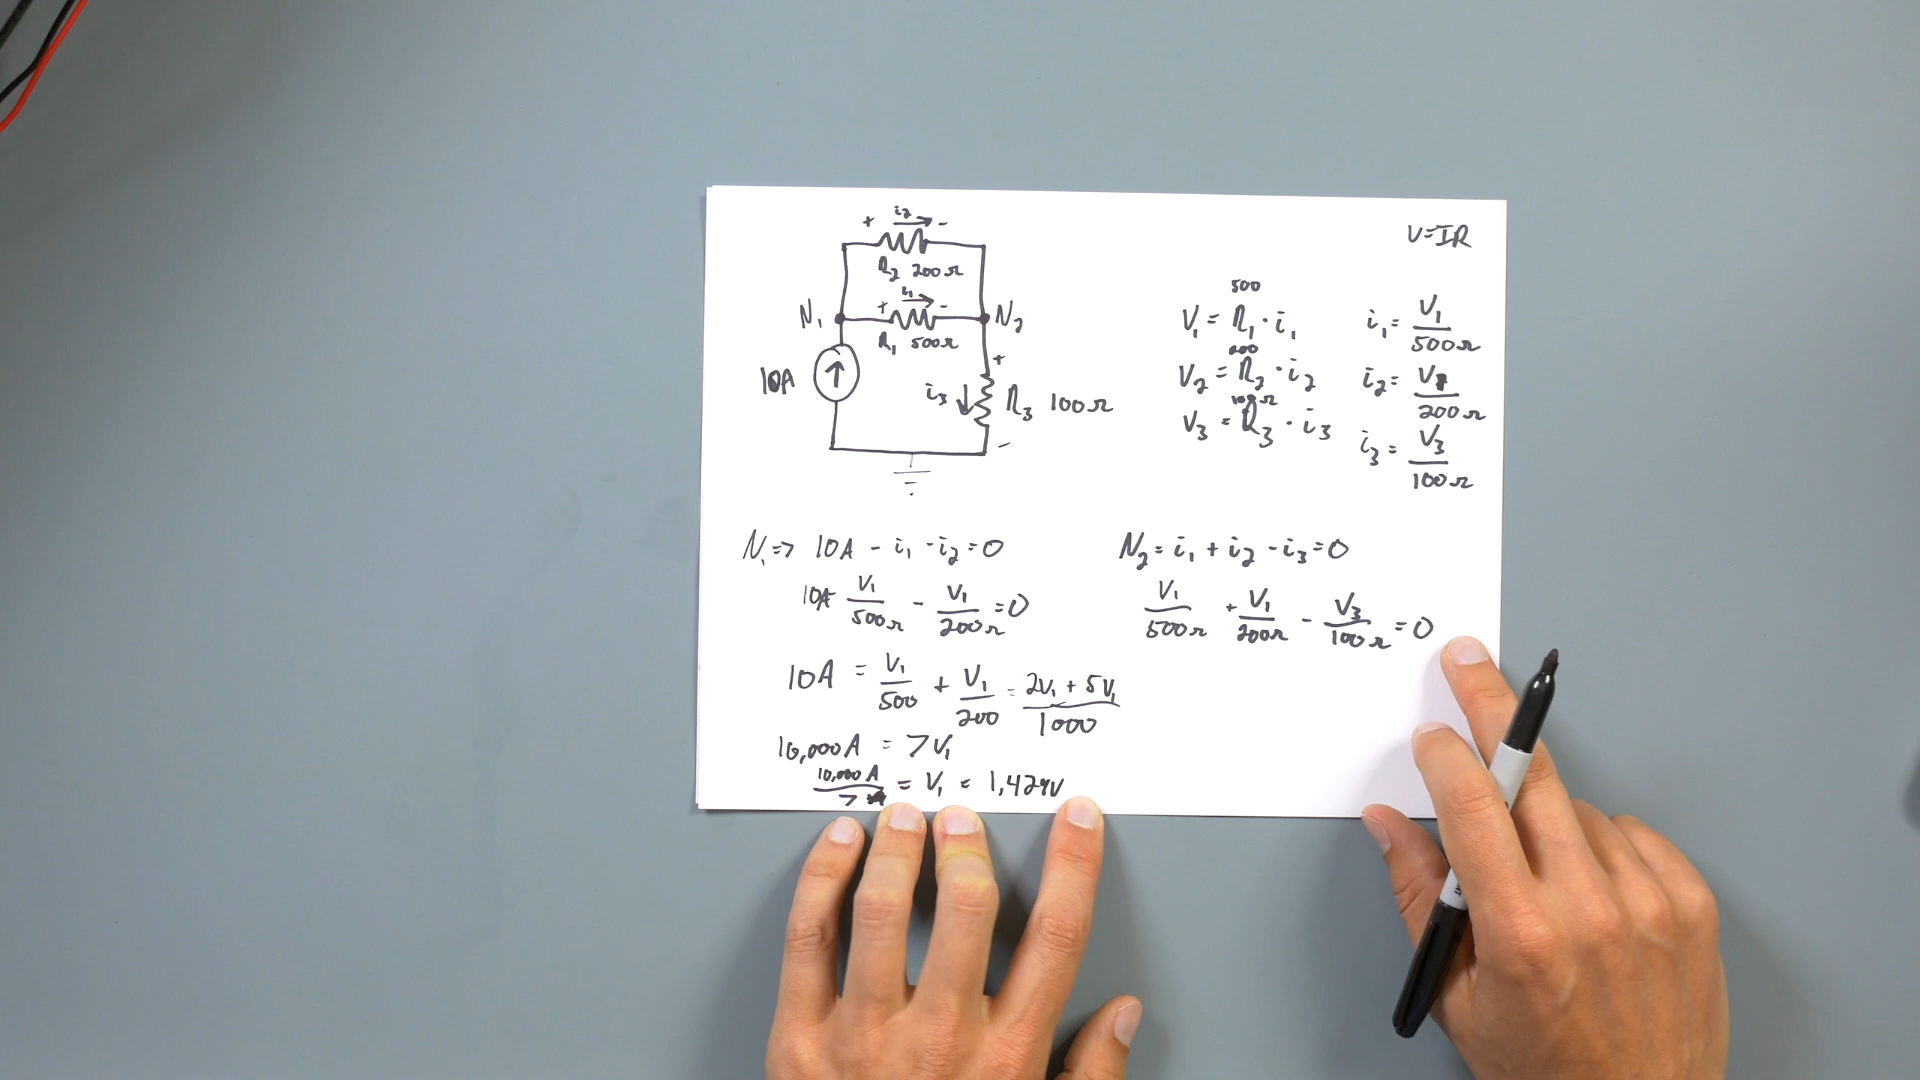 i₂
+ → -
R₂ 200Ω
i₁
+ → -
N₁ N₂
R₁ 500Ω
+
10A
i₃ ↓ R₃ 100Ω
-
V=IR
500
V₁ = R₁ · i₁
200
V₂ = R₂ · i₂
100Ω
V₃ = R₃ · i₃
i₁ = V₁/500Ω
i₂ = V₁/200Ω
i₃ = V₃/100Ω
N₁ => 10A - i₁ - i₂ = 0
10A - V₁/500Ω - V₁/200Ω = 0
10A = V₁/500 + V₁/200 = (2V₁ + 5V₁)/1000
10,000A = 7V₁
10,000A/7 = V₁ = 1,429V
N₂ = i₁ + i₂ - i₃ = 0
V₁/500Ω + V₁/200Ω - V₃/100Ω = 0